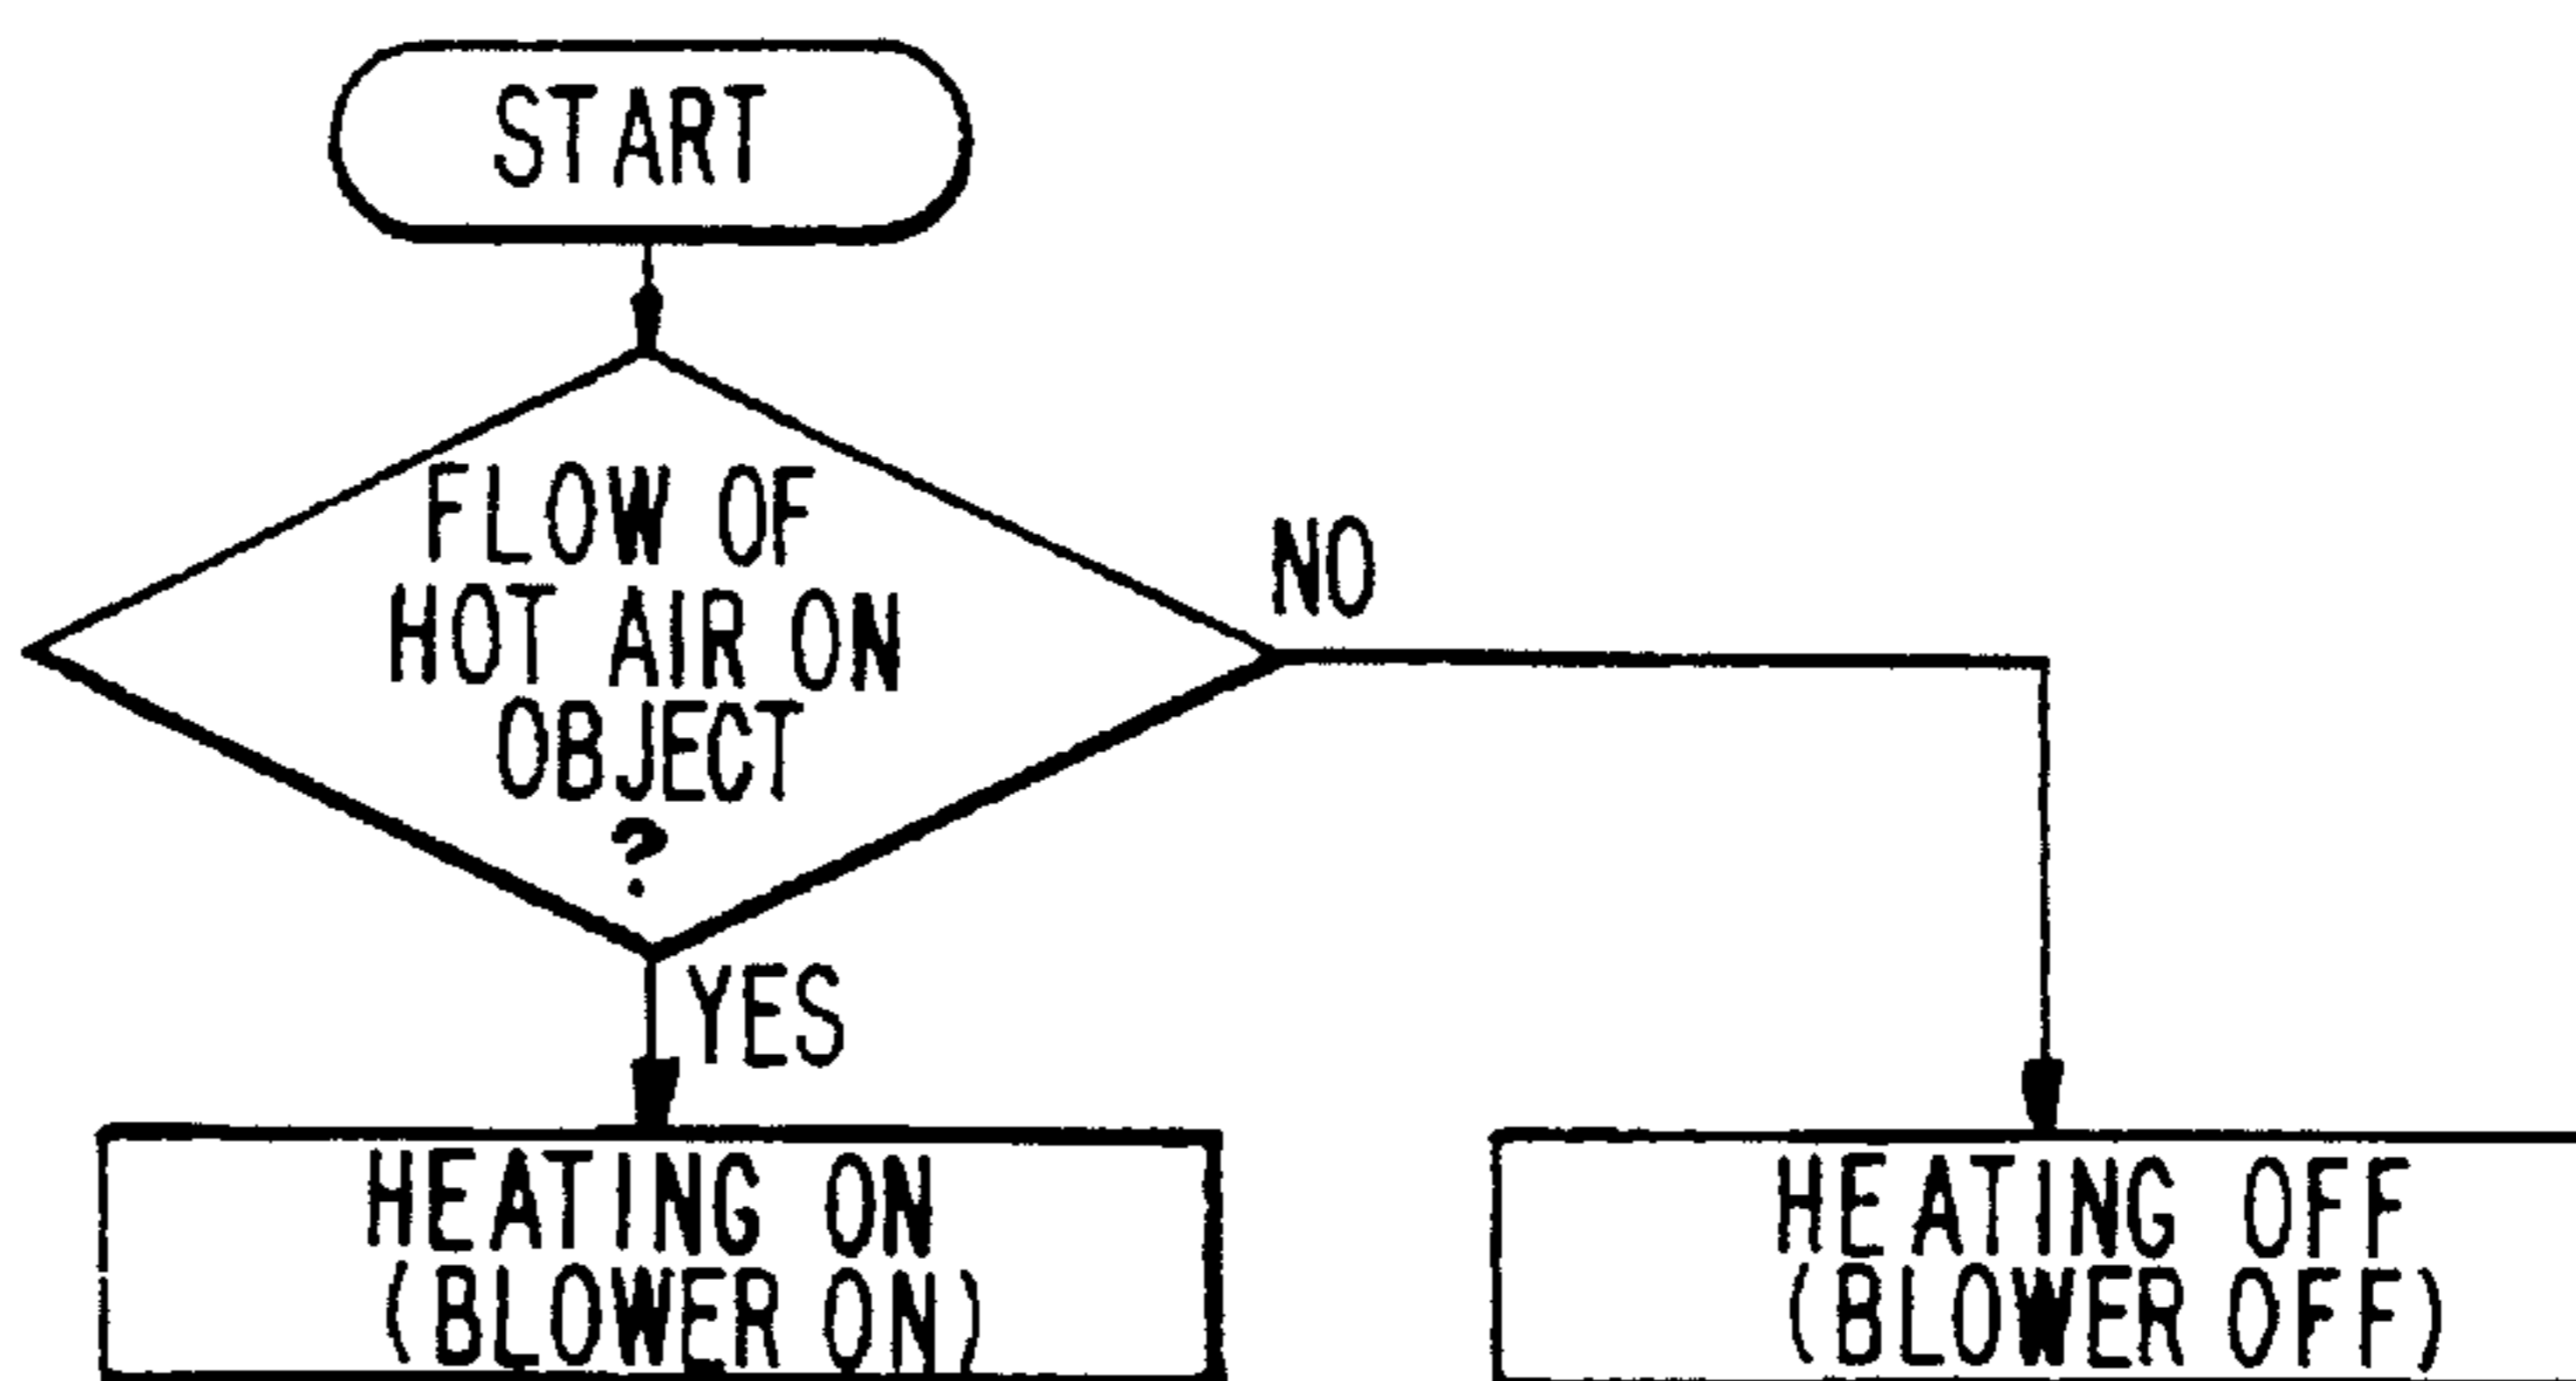 START
FLOW OF
HOT AIR ON
OBJECT
?
NO
YES
HEATING ON
(BLOWER ON)
HEATING OFF
(BLOWER OFF)